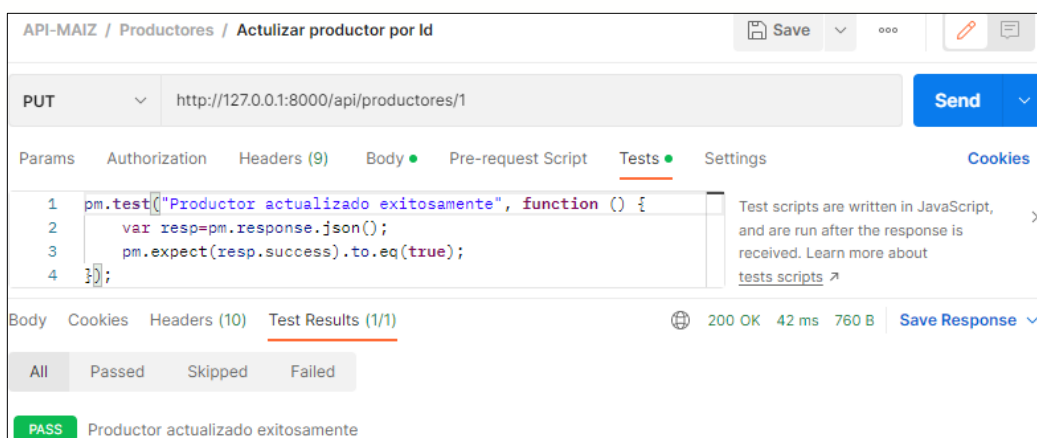 API-MAIZ / Productores / Actulizar productor por Id
Save
PUT
http://127.0.0.1:8000/api/productores/1
Send
Params Authorization Headers (9) Body Pre-request Script Tests Settings Cookies
1 pm.test("Productor actualizado exitosamente", function () {
2 var resp=pm.response.json();
3 pm.expect(resp.success).to.eq(true);
4 });
Test scripts are written in JavaScript,
and are run after the response is
received. Learn more about
tests scripts ↗
Body Cookies Headers (10) Test Results (1/1) 200 OK 42 ms 760 B Save Response
All Passed Skipped Failed
PASS Productor actualizado exitosamente